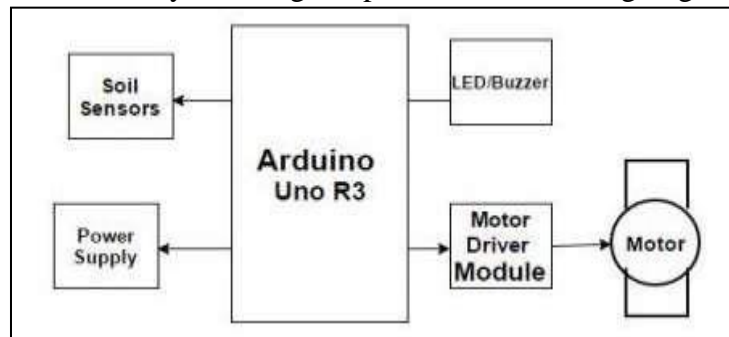 Soil
Sensors
Power
Supply
Arduino
Uno R3
LED/Buzzer
Motor
Driver
Module
Motor